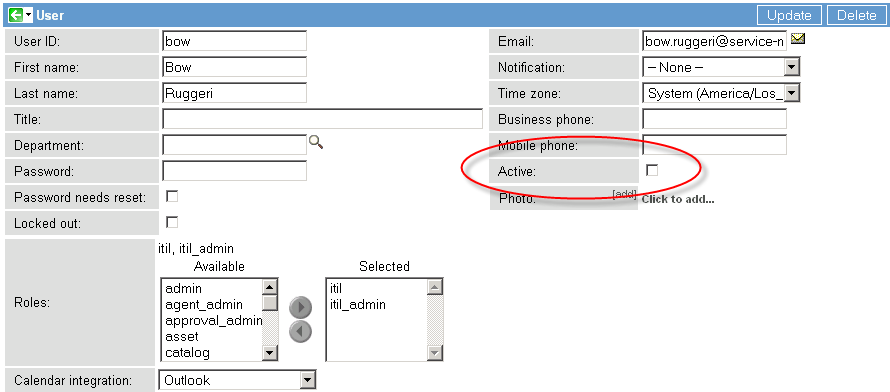 User
Update
Delete
User ID:
bow
First name:
Bow
Last name:
Ruggeri
Title:
Department:
Password:
Password needs reset:
Locked out:
Email:
bow.ruggeri@service-n
Notification:
-- None --
Time zone:
System (America/Los_
Business phone:
Mobile phone:
Active:
Photo:
[add]
Click to add...
Roles:
itil, itil_admin
Available
admin
agent_admin
approval_admin
asset
catalog
Selected
itil
itil_admin
Calendar integration:
Outlook